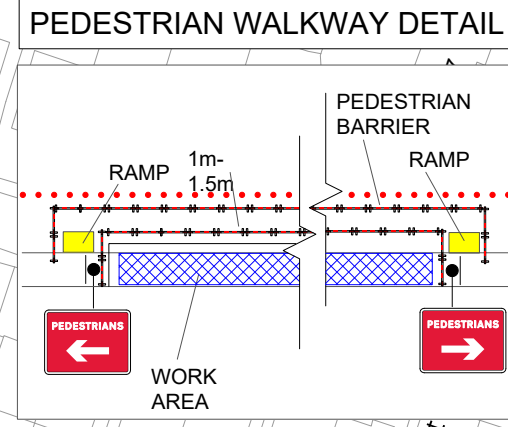 PEDESTRIAN WALKWAY DETAIL
PEDESTRIAN
BARRIER
RAMP
1m-
1.5m
RAMP
PEDESTRIANS
PEDESTRIANS
WORK
AREA